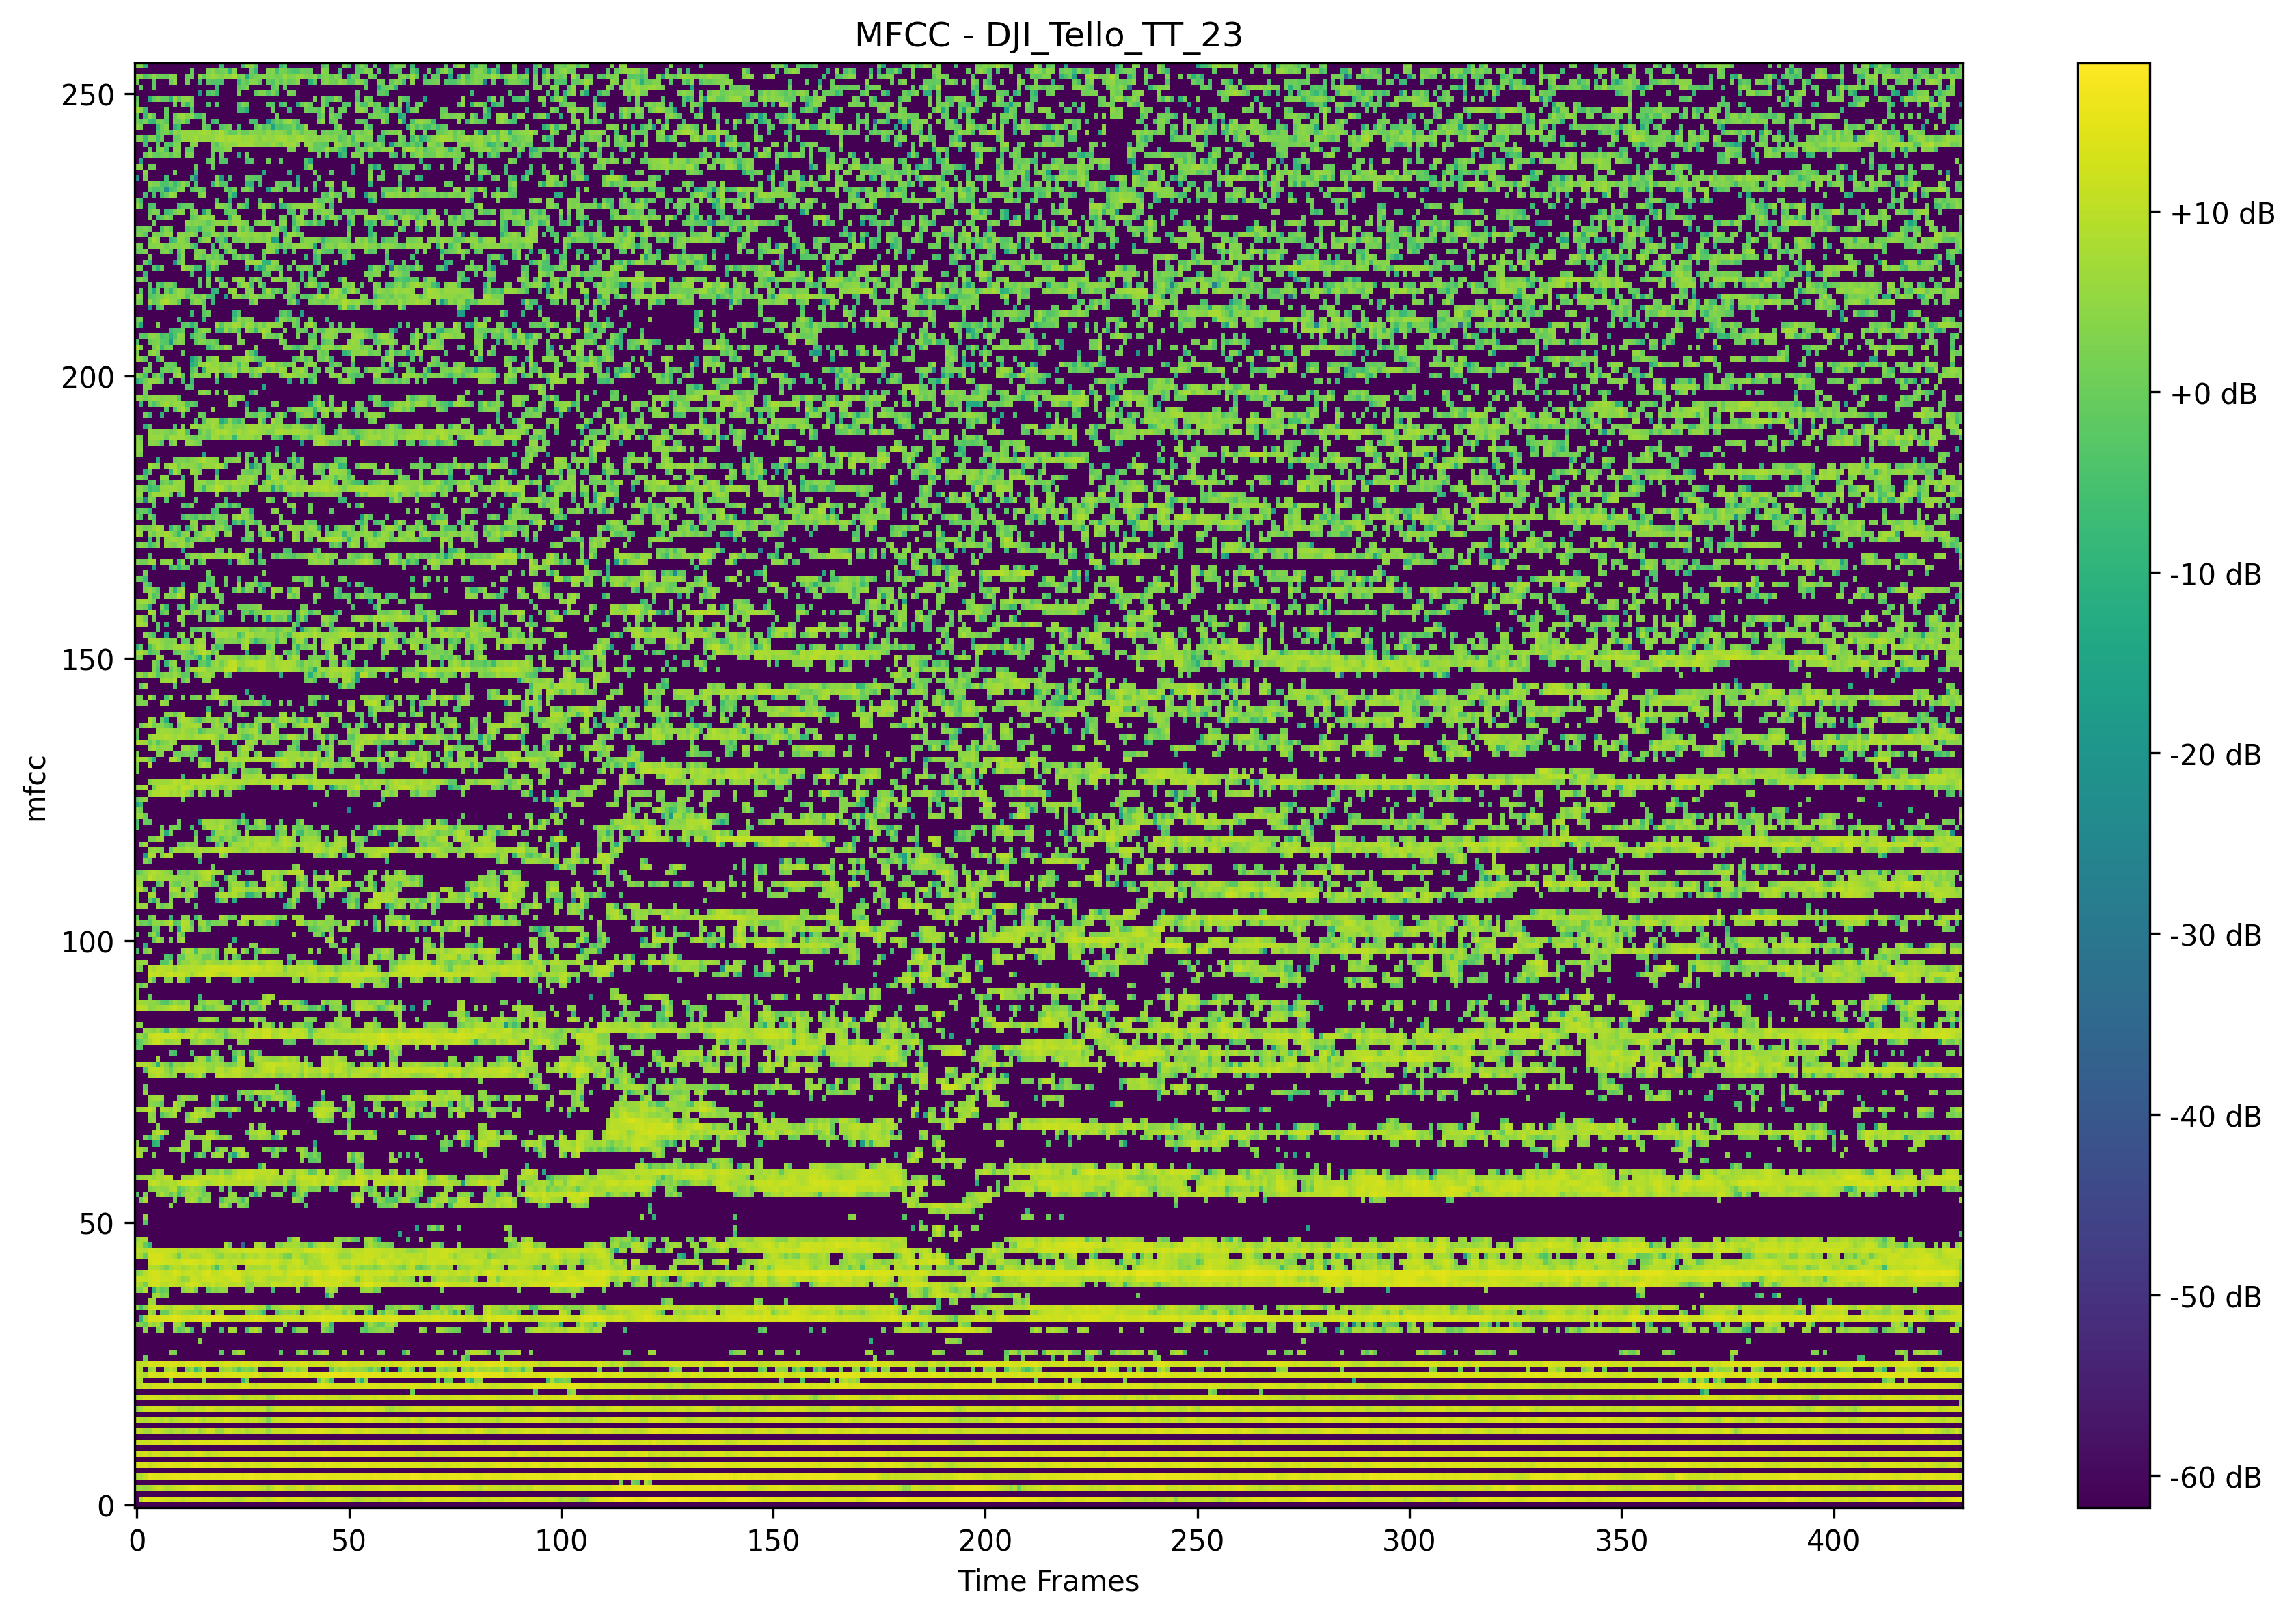 MFCC - DJI_Tello_TT_23
250
200
150
100
50
0
mfcc
0 50 100 150 200 250 300 350 400
Time Frames
+10 dB
+0 dB
-10 dB
-20 dB
-30 dB
-40 dB
-50 dB
-60 dB